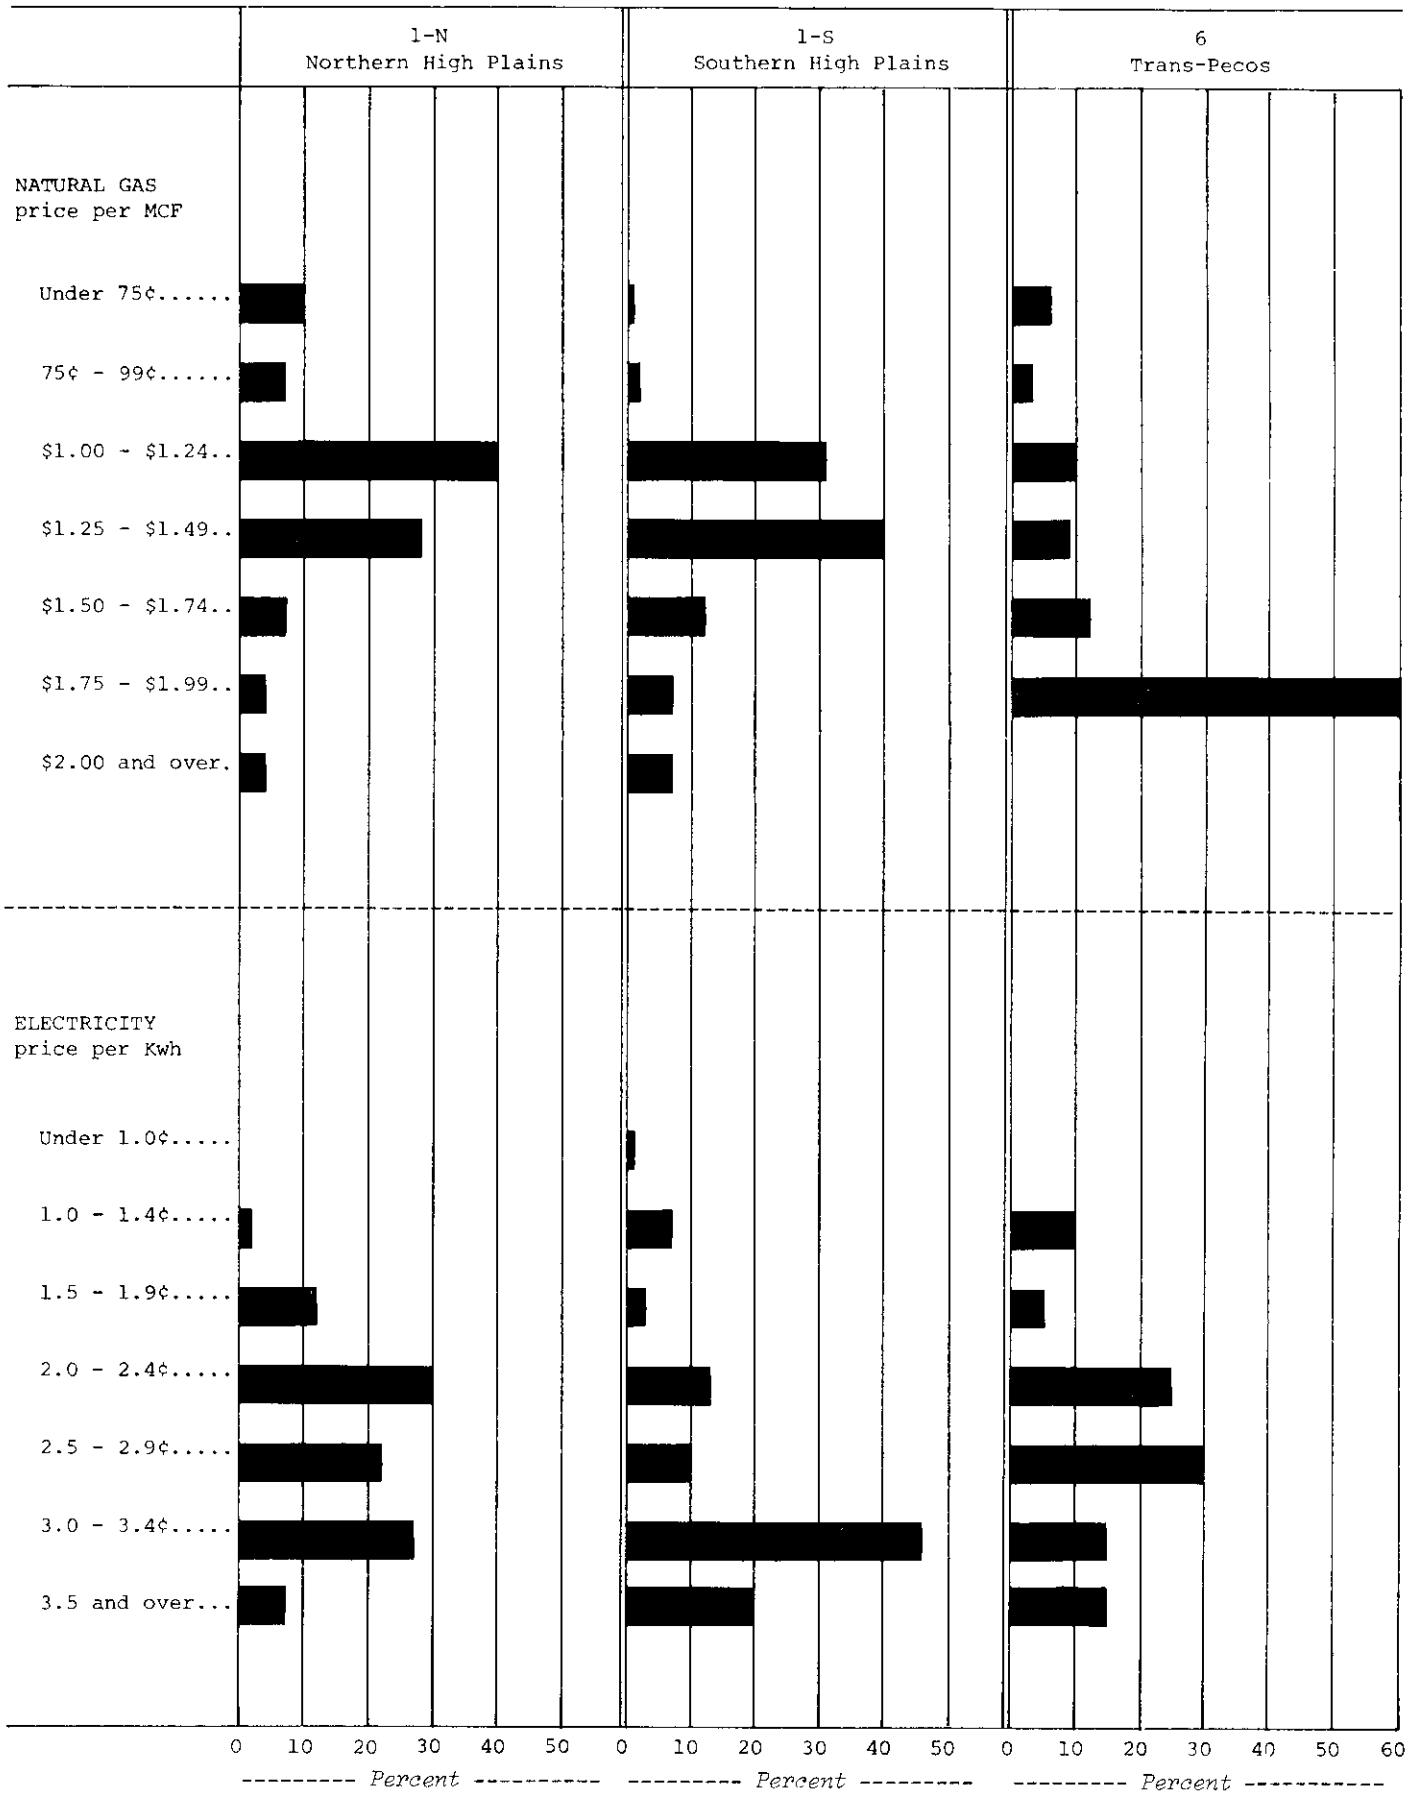 1-N
Northern High Plains
1-S
Southern High Plains
6
Trans-Pecos
NATURAL GAS
price per MCF
Under 75¢......
75¢ - 99¢......
$1.00 - $1.24..
$1.25 - $1.49..
$1.50 - $1.74..
$1.75 - $1.99..
$2.00 and over.
ELECTRICITY
price per Kwh
Under 1.0¢.....
1.0 - 1.4¢.....
1.5 - 1.9¢.....
2.0 - 2.4¢.....
2.5 - 2.9¢.....
3.0 - 3.4¢.....
3.5 and over...
0 10 20 30 40 50 0 10 20 30 40 50 0 10 20 30 40 50 60
--------- Percent ---------- --------- Percent --------- --------- Percent -----------